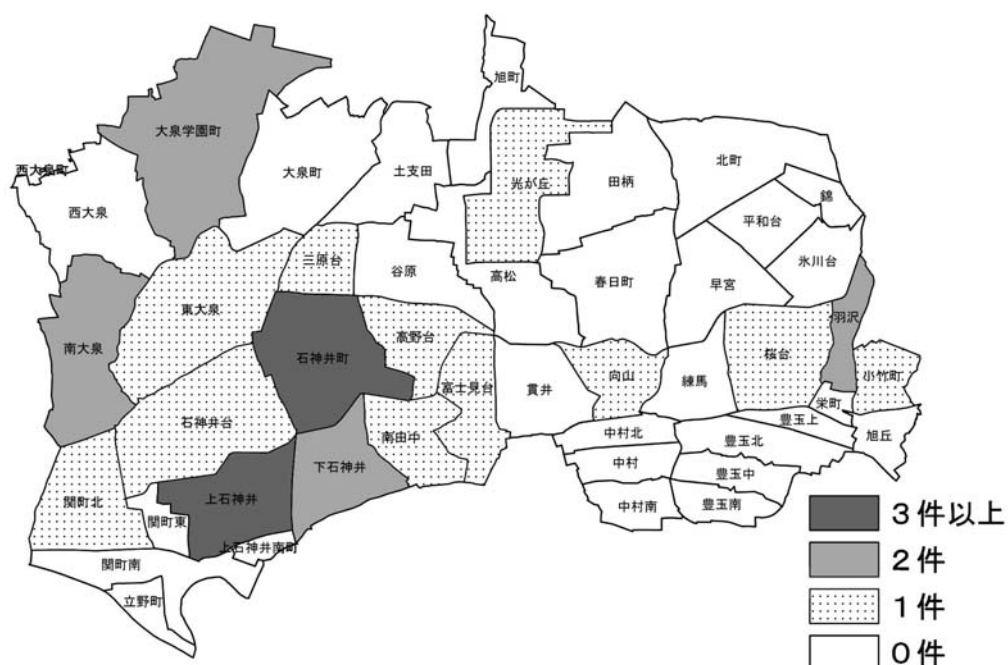 旭町
大泉学園町
北町
西大泉町
大泉町
土支田
光が丘
田柄
錦
西大泉
平和台
三原台
谷原
高松
春日町
早宮
氷川台
東大泉
南大泉
石神井町
高野台
羽沢
富士見台
貫井
向山
練馬
桜台
小竹町
栄町
石神井台
南田中
中村北
豊玉上
豊玉北
旭丘
下石神井
中村
豊玉中
関町北
上石神井
関町東
中村南
豊玉南
上石神井南町
関町南
立野町
3件以上
2件
1件
0件